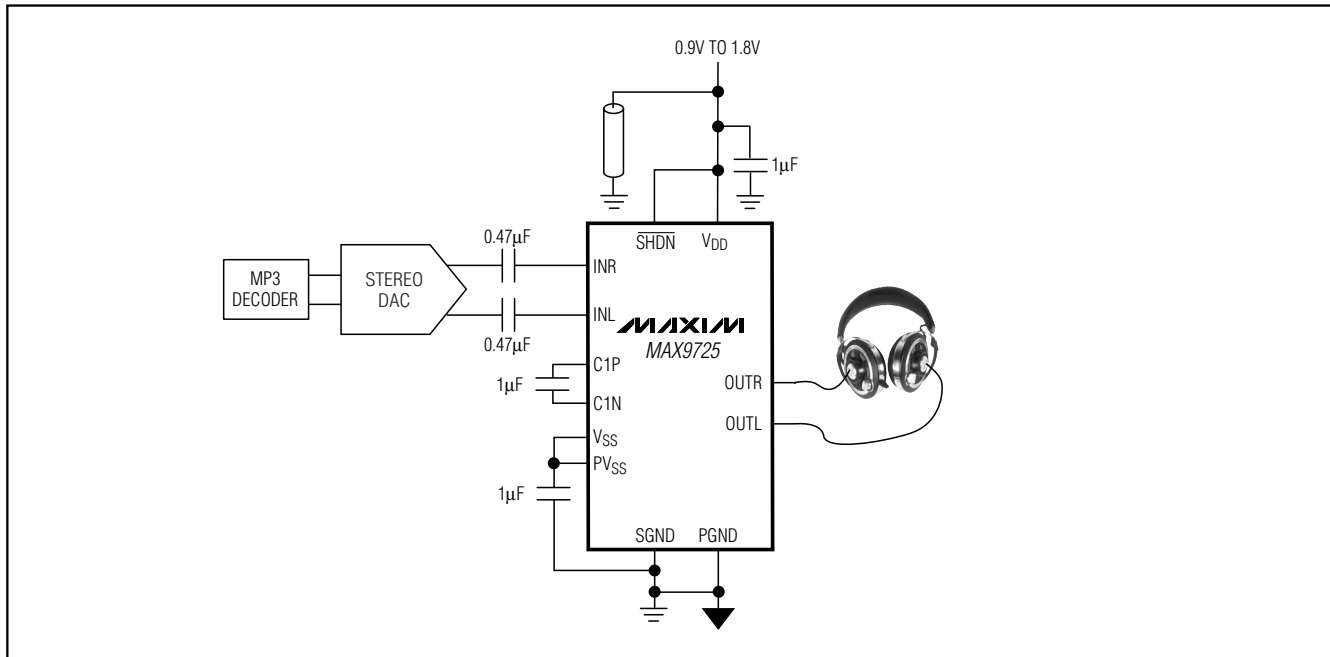 0.9V TO 1.8V
1μF
SHDN
VDD
0.47μF
INR
MP3
DECODER
STEREO
DAC
INL
0.47μF
MAXIM
MAX9725
C1P
1μF
C1N
OUTR
OUTL
VSS
PVSS
1μF
SGND
PGND